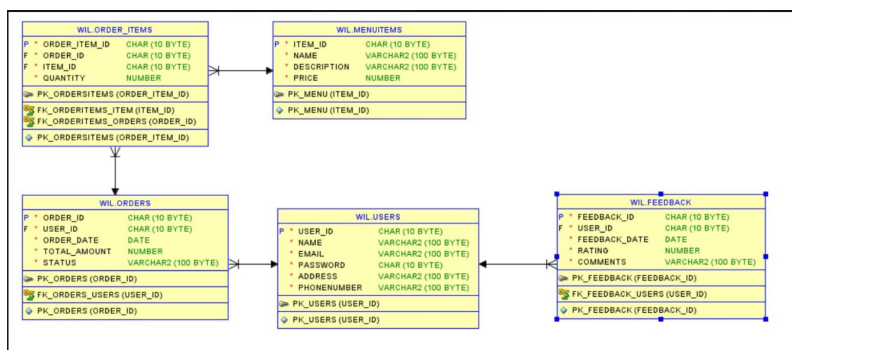 WIL.ORDER_ITEMS
P * ORDER_ITEM_ID CHAR (10 BYTE)
F * ORDER_ID CHAR (10 BYTE)
F * ITEM_ID CHAR (10 BYTE)
* QUANTITY NUMBER
PK_ORDERSITEMS (ORDER_ITEM_ID)
FK_ORDERITEMS_ITEM (ITEM_ID)
FK_ORDERITEMS_ORDERS (ORDER_ID)
PK_ORDERSITEMS (ORDER_ITEM_ID)
WIL.MENUITEMS
P * ITEM_ID CHAR (10 BYTE)
* NAME VARCHAR2 (100 BYTE)
* DESCRIPTION VARCHAR2 (100 BYTE)
* PRICE NUMBER
PK_MENU (ITEM_ID)
PK_MENU (ITEM_ID)
WIL.ORDERS
P * ORDER_ID CHAR (10 BYTE)
F * USER_ID CHAR (10 BYTE)
* ORDER_DATE DATE
* TOTAL_AMOUNT NUMBER
* STATUS VARCHAR2 (100 BYTE)
PK_ORDERS (ORDER_ID)
FK_ORDERS_USERS (USER_ID)
PK_ORDERS (ORDER_ID)
WIL.USERS
P * USER_ID CHAR (10 BYTE)
* NAME VARCHAR2 (100 BYTE)
* EMAIL VARCHAR2 (100 BYTE)
* PASSWORD CHAR (10 BYTE)
* ADDRESS VARCHAR2 (100 BYTE)
* PHONENUMBER VARCHAR2 (100 BYTE)
PK_USERS (USER_ID)
PK_USERS (USER_ID)
WIL.FEEDBACK
P * FEEDBACK_ID CHAR (10 BYTE)
F * USER_ID CHAR (10 BYTE)
* FEEDBACK_DATE DATE
* RATING NUMBER
* COMMENTS VARCHAR2 (100 BYTE)
PK_FEEDBACK (FEEDBACK_ID)
FK_FEEDBACK_USERS (USER_ID)
PK_FEEDBACK (FEEDBACK_ID)